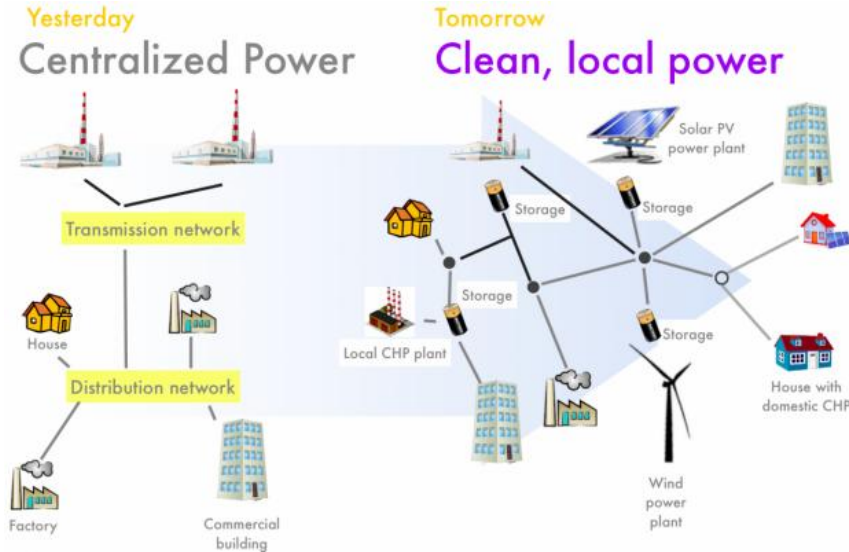 Yesterday
Centralized Power
Transmission network
House
Distribution network
Factory
Commercial
building
Tomorrow
Clean, local power
Solar PV
power plant
Storage
Storage
Storage
Local CHP plant
Storage
House with
domestic CHP
Wind
power
plant